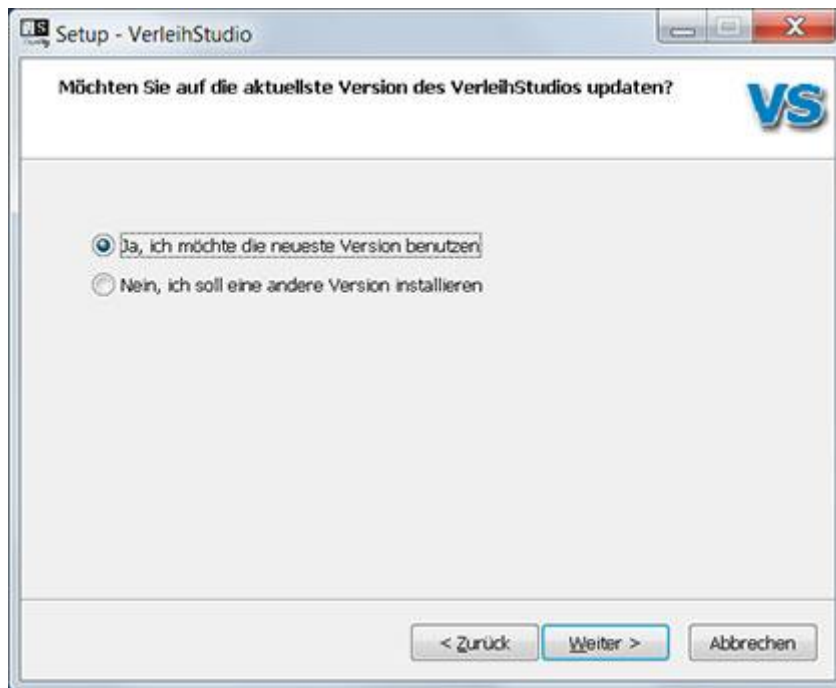 Setup - VerleihStudio
Möchten Sie auf die aktuellste Version des VerleihStudios updaten?
VS
Ja, ich möchte die neueste Version benutzen
Nein, ich soll eine andere Version installieren
< Zurück
Weiter >
Abbrechen